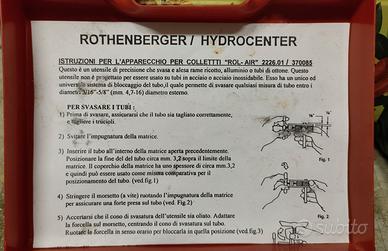 ROTHENBERGER / HYDROCENTER
ISTRUZIONI PER L'APPARECCHIO PER COLLETTTI "ROL-AIR" 2226.01 / 370085
Questo è un utensile di precisione che svasa e alesa rame ricotto, alluminio o tubi di ottone. Questo
utensile non è progettato per essere usato su tubi in acciaio o acciaio inossidabile. Esso ha un unico ed
universale sistema di bloccaggio del tubo,il quale permette di svasare qualsiasi misura di tubo entro i
diametri 3/16"-5/8" (mm. 4,7-16) diametro esterno.
PER SVASARE I TUBI :
1) Prima di svasare, assicurarsi che il tubo sia tagliato correttamente,
e togliere i trucioli.
2) Svitare l'impugnatura della matrice.
3) Inserire il tubo all'interno della matrice aperta precedentemente.
Posizionare la fine del tubo circa mm. 3,2 sopra il limite della
matrice. Il coperchio della matrice ha uno spessore di circa mm.3,2
e quindi può essere usato come misura comparativa per il
posizionamento del tubo. (ved.fig.1)
Fig. 1
4) Stringere il morsetto (a vite) ruotando l'impugnatura della matrice
per assicurare una forte presa sul tubo (ved. Fig.2)
Fig. 2
5) Accertarsi che il cono di svasatura dell'utensile sia oliato. Adattare
la forcella sul morsetto, centrando il cono di svasatura sul tubo.
Ruotare la forcella in senso orario per bloccarla in quella posizione (ved.fig.3)
subito